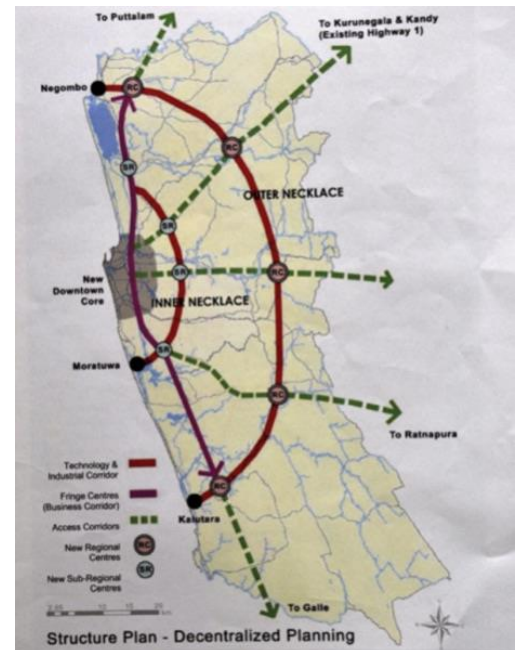 To Puttalam
To Kurunegala & Kandy
(Existing Highway 1)
Negombo
RC
RC
SR
OUTER NECKLACE
SR
SR
RC
New
Downtown
Core
INNER NECKLACE
SR
Moratuwa
RC
To Ratnapura
Technology &
Industrial Corridor
Fringe Centres
(Business Corridor)
RC
Kalutara
Access Corridors
New Regional
Centres
RC
New Sub-Regional
Centres
SR
To Galle
Structure Plan - Decentralized Planning